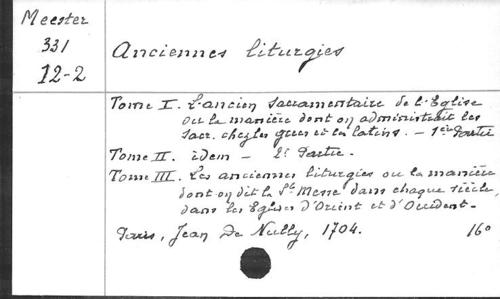 Meester
331
12-2
Anciennes liturgies
Tome I. L'ancien sacramentaire de l'Eglise
ou la manière dont on administrait les
sacr. chez les grecs et les latins. - 1ère Partie
Tome II. idem - 2e Partie.
Tome III. Les anciennes liturgies ou la manière
dont on dit la Ste Messe dans chaque siècle,
dans les Eglises d'Orient et d'Occident.
Paris, Jean De Nully, 1704. 16°